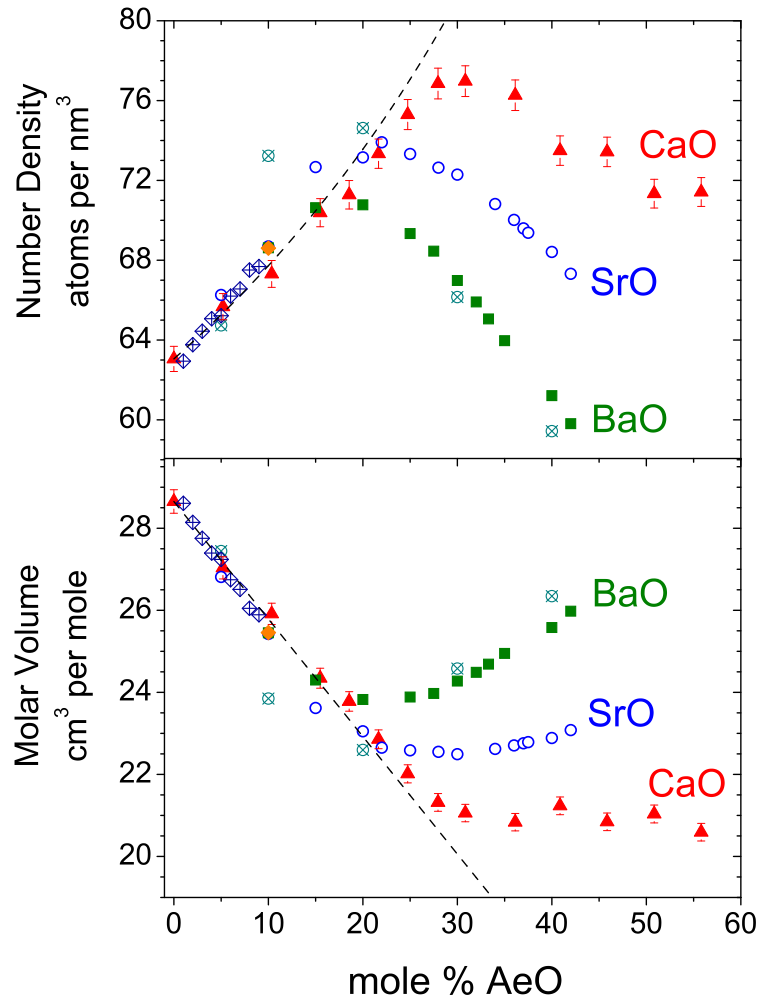 80
76
72
68
64
60
Number Density
atoms per nm³
CaO
SrO
BaO
28
26
24
22
20
Molar Volume
cm³ per mole
BaO
SrO
CaO
0 10 20 30 40 50 60
mole % AeO